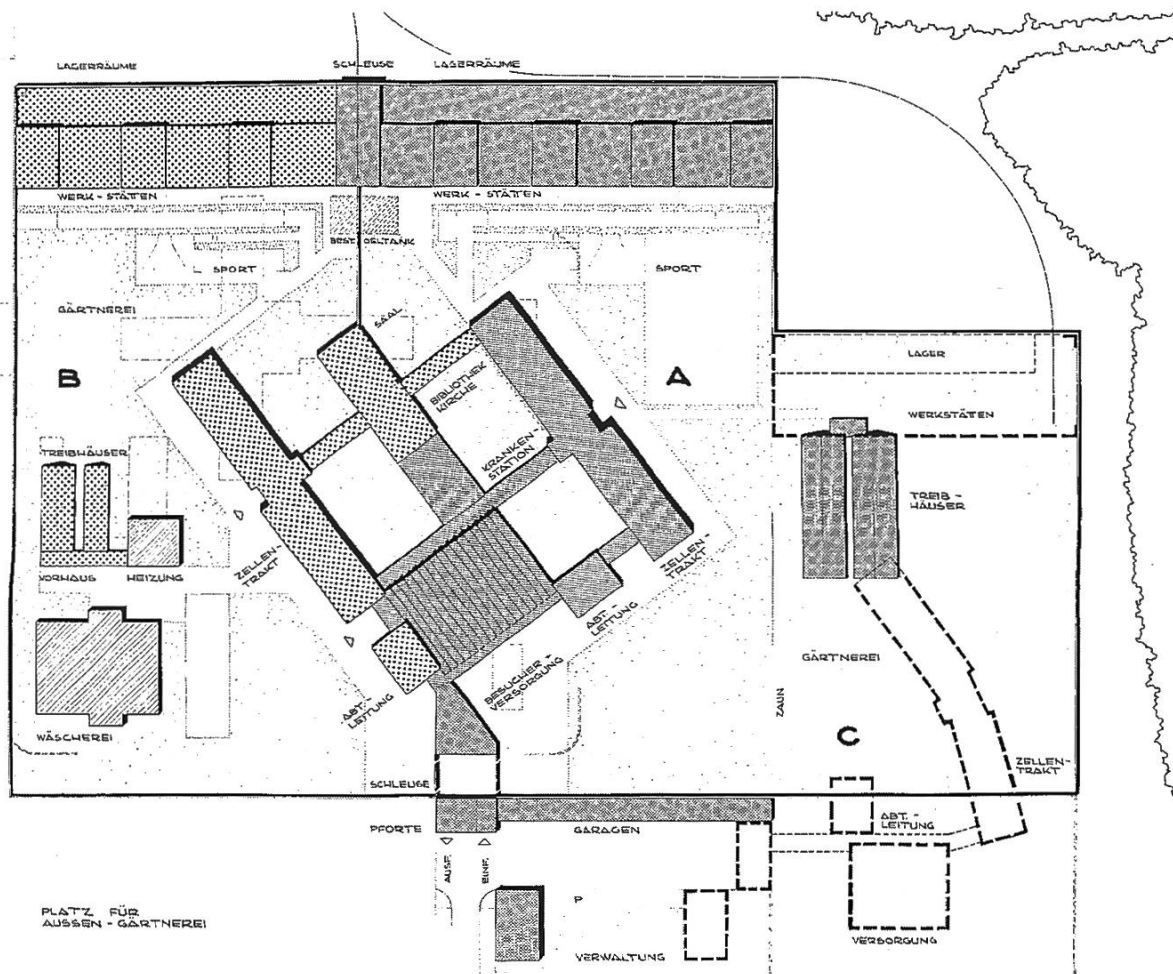 LAGERRÄUME
SCHLEUSE
LAGERRÄUME
WERK-STÄTTEN
WERK-STÄTTEN
BEST. OELTANK
SPORT
SPORT
GÄRTNEREI
SAAL
B
A
BIBLIOTHEK
KIRCHE
LAGER
WERKSTÄTTEN
KRANKEN
STATION
TREIBHÄUSER
TREIB-
HÄUSER
VORHAUS
HEIZUNG
ZELLEN-
TRAKT
ZELLEN-
TRAKT
ABT.-
LEITUNG
BESUCHER
VERSORGUNG
ABT.-
LEITUNG
GÄRTNEREI
ZAUN
WÄSCHEREI
C
ZELLEN-
TRAKT
SCHLEUSE
PFORTE
GARAGEN
ABT.-
LEITUNG
AUSF.
EINF.
P
PLATZ FÜR
AUSSEN-GÄRTNEREI
VERWALTUNG
VERSORGUNG